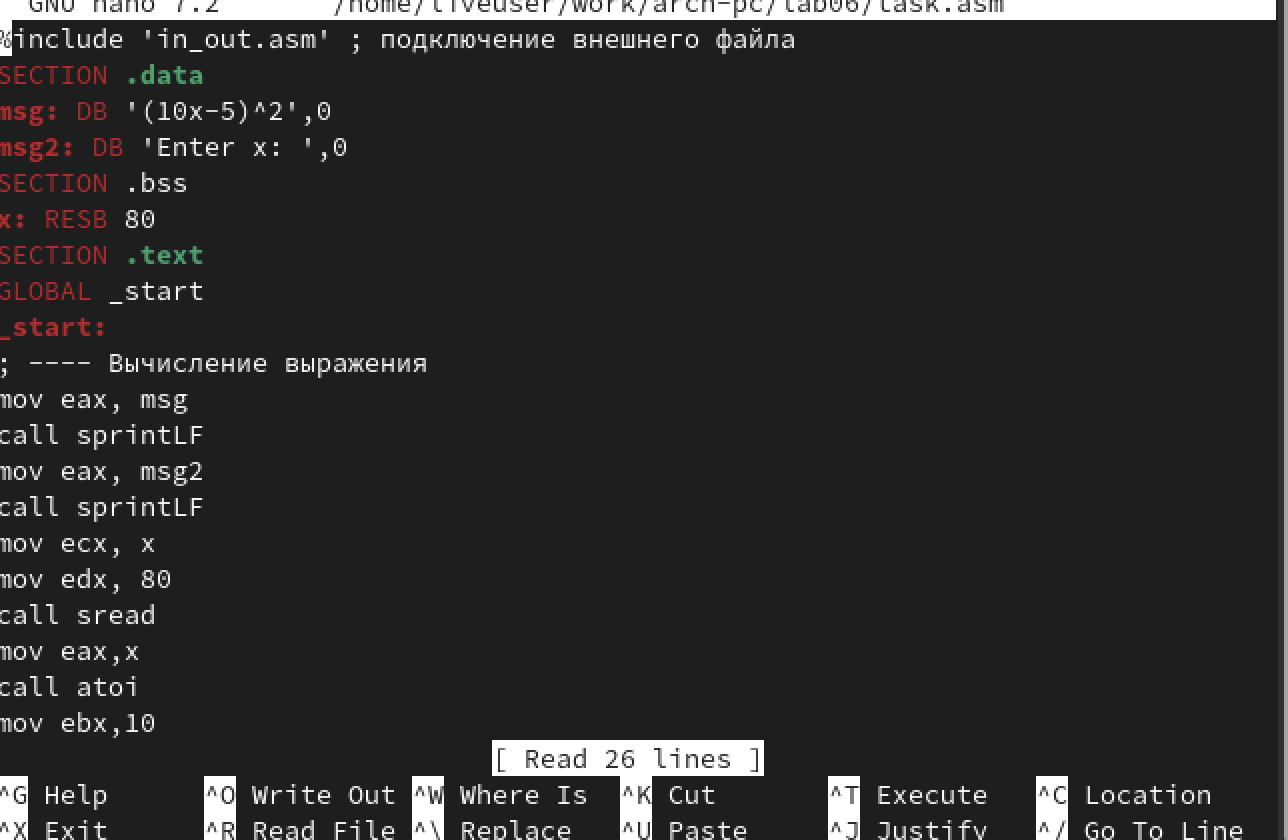 GNU nano 7.2 /home/liveuser/work/arch-pc/lab06/task.asm
%include 'in_out.asm' ; подключение внешнего файла
SECTION .data
msg: DB '(10x-5)^2',0
msg2: DB 'Enter x: ',0
SECTION .bss
x: RESB 80
SECTION .text
GLOBAL _start
_start:
; ---- Вычисление выражения
mov eax, msg
call sprintLF
mov eax, msg2
call sprintLF
mov ecx, x
mov edx, 80
call sread
mov eax,x
call atoi
mov ebx,10
[ Read 26 lines ]
^G Help ^O Write Out ^W Where Is ^K Cut ^T Execute ^C Location
^X Exit ^R Read File ^\ Replace ^U Paste ^J Justify ^/ Go To Line